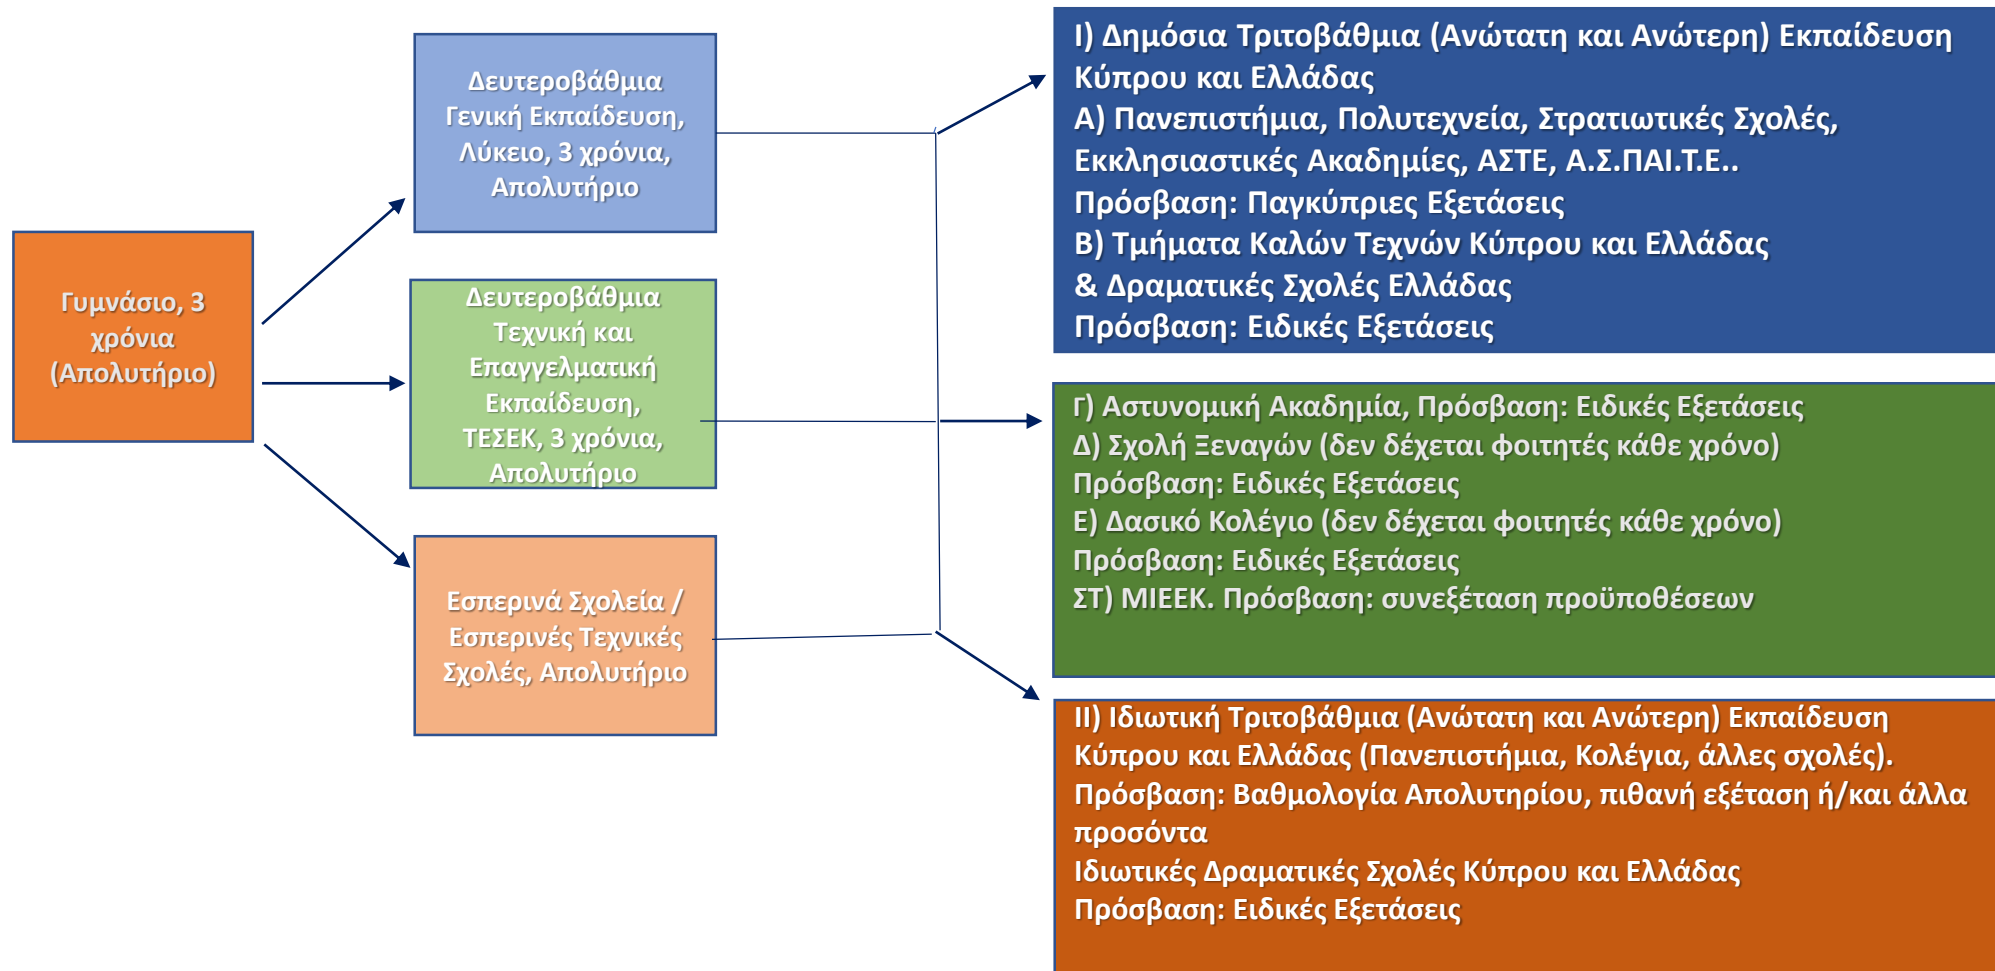 Γυμνάσιο, 3
χρόνια
(Απολυτήριο)
Δευτεροβάθμια
Γενική Εκπαίδευση,
Λύκειο, 3 χρόνια,
Απολυτήριο
Δευτεροβάθμια
Τεχνική και
Επαγγελματική
Εκπαίδευση,
ΤΕΣΕΚ, 3 χρόνια,
Απολυτήριο
Εσπερινά Σχολεία /
Εσπερινές Τεχνικές
Σχολές, Απολυτήριο
Ι) Δημόσια Τριτοβάθμια (Ανώτατη και Ανώτερη) Εκπαίδευση
Κύπρου και Ελλάδας
Α) Πανεπιστήμια, Πολυτεχνεία, Στρατιωτικές Σχολές,
Εκκλησιαστικές Ακαδημίες, ΑΣΤΕ, Α.Σ.ΠΑΙ.Τ.Ε..
Πρόσβαση: Παγκύπριες Εξετάσεις
Β) Τμήματα Καλών Τεχνών Κύπρου και Ελλάδας
& Δραματικές Σχολές Ελλάδας
Πρόσβαση: Ειδικές Εξετάσεις
Γ) Αστυνομική Ακαδημία, Πρόσβαση: Ειδικές Εξετάσεις
Δ) Σχολή Ξεναγών (δεν δέχεται φοιτητές κάθε χρόνο)
Πρόσβαση: Ειδικές Εξετάσεις
Ε) Δασικό Κολέγιο (δεν δέχεται φοιτητές κάθε χρόνο)
Πρόσβαση: Ειδικές Εξετάσεις
ΣΤ) ΜΙΕΕΚ. Πρόσβαση: συνεξέταση προϋποθέσεων
ΙΙ) Ιδιωτική Τριτοβάθμια (Ανώτατη και Ανώτερη) Εκπαίδευση
Κύπρου και Ελλάδας (Πανεπιστήμια, Κολέγια, άλλες σχολές).
Πρόσβαση: Βαθμολογία Απολυτηρίου, πιθανή εξέταση ή/και άλλα
προσόντα
Ιδιωτικές Δραματικές Σχολές Κύπρου και Ελλάδας
Πρόσβαση: Ειδικές Εξετάσεις